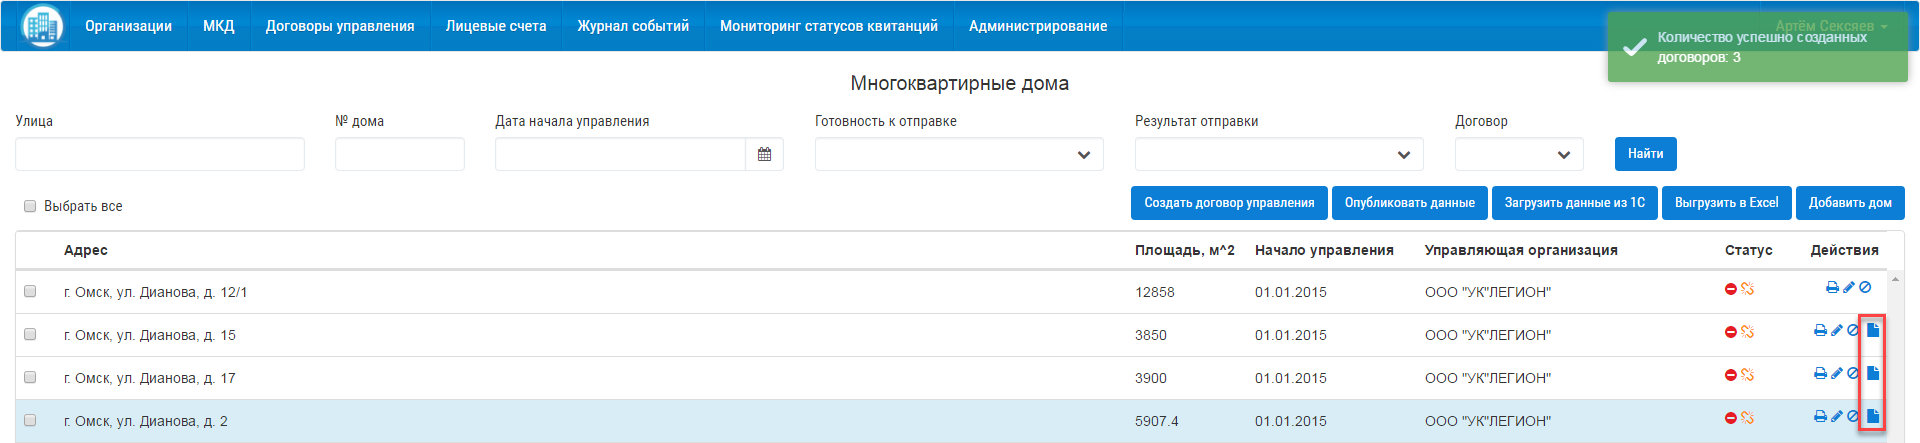 Организации МКД Договоры управления Лицевые счета Журнал событий Мониторинг статусов квитанций Администрирование Артём Сексяев
Количество успешно созданных
договоров: 3
Многоквартирные дома
Улица № дома Дата начала управления Готовность к отправке Результат отправки Договор
Найти
Выбрать все Создать договор управления Опубликовать данные Загрузить данные из 1С Выгрузить в Excel Добавить дом
Адрес Площадь, м^2 Начало управления Управляющая организация Статус Действия
г. Омск, ул. Дианова, д. 12/1 12858 01.01.2015 ООО "УК"ЛЕГИОН"
г. Омск, ул. Дианова, д. 15 3850 01.01.2015 ООО "УК"ЛЕГИОН"
г. Омск, ул. Дианова, д. 17 3900 01.01.2015 ООО "УК"ЛЕГИОН"
г. Омск, ул. Дианова, д. 2 5907.4 01.01.2015 ООО "УК"ЛЕГИОН"